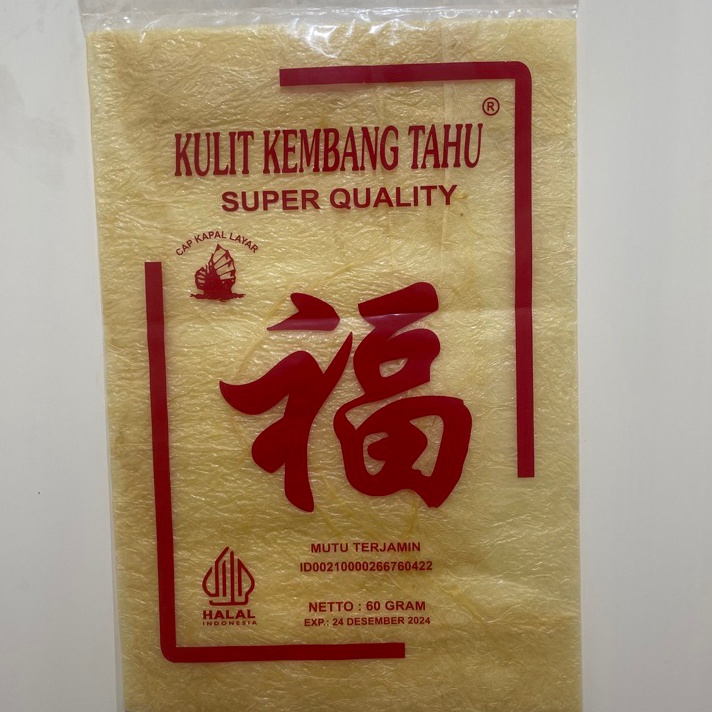 ®
KULIT KEMBANG TAHU
SUPER QUALITY
CAP KAPAL LAYAR
福
MUTU TERJAMIN
ID00210000266760422
HALAL
INDONESIA
NETTO : 60 GRAM
EXP.: 24 DESEMBER 2024